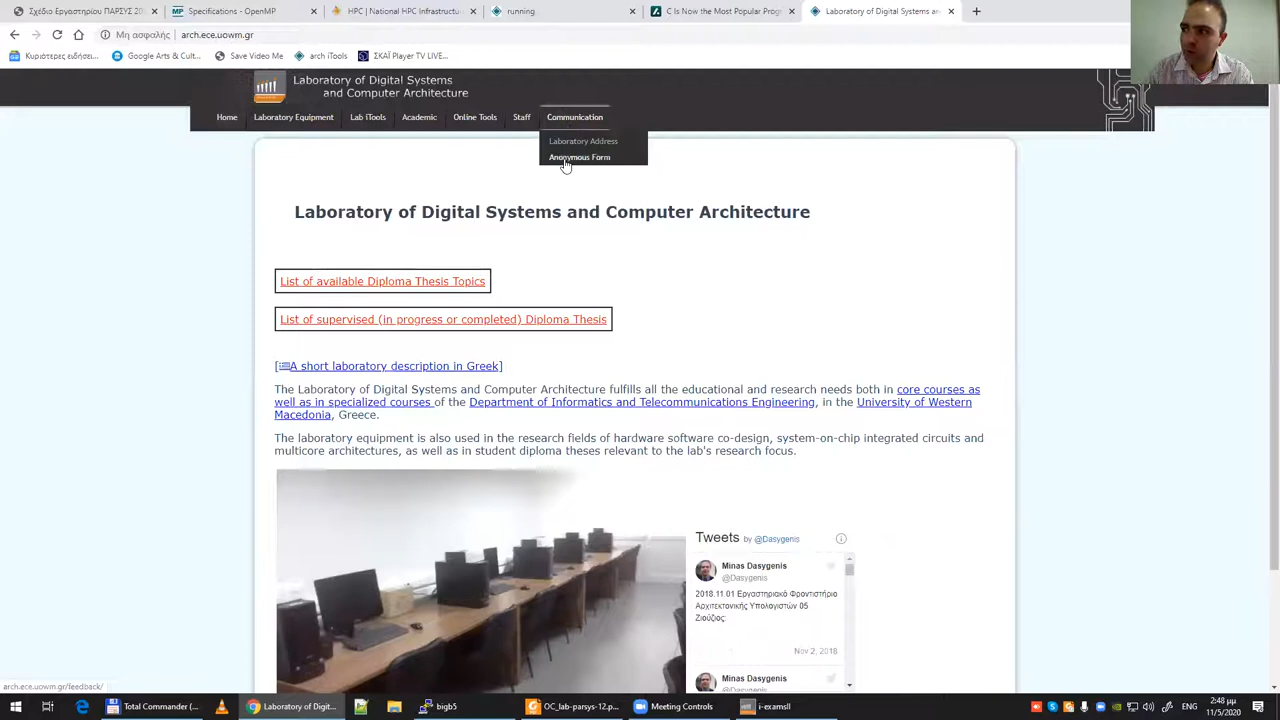 Θέματα
Σχετικά με Εργαστήριο ΠΑΡΣΥΣ 20
Specifications - OpenMP
HPC | Νation
running
C Is Now the Most Popular Prog
Laboratory of Digital Systems an
Μη ασφαλής | arch.ece.uowm.gr
Κυριότερες ειδήσει...
Google Arts & Cult...
Save Video Me
arch iTools
ΣΚΑΪ Player TV LIVE...
Laboratory of Digital Systems
and Computer Architecture
Home
Laboratory Equipment
Lab iTools
Academic
Online Tools
Staff
Communication
Laboratory Address
Anonymous Form
Laboratory of Digital Systems and Computer Architecture
List of available Diploma Thesis Topics
List of supervised (in progress or completed) Diploma Thesis
[A short laboratory description in Greek]
The Laboratory of Digital Systems and Computer Architecture fulfills all the educational and research needs both in core courses as
well as in specialized courses of the Department of Informatics and Telecommunications Engineering, in the University of Western
Macedonia, Greece.
The laboratory equipment is also used in the research fields of hardware software co-design, system-on-chip integrated circuits and
multicore architectures, as well as in student diploma theses relevant to the lab's research focus.
Tweets by @Dasygenis
Minas Dasygenis
@Dasygenis
2018.11.01 Εργαστηριακό Φροντιστήριο
Αρχιτεκτονικής Υπολογιστών 05
Ζιούζιος:
Nov 2, 2018
Minas Dasygenis
@Dasygenis
arch.ece.uowm.gr/feedback/
Total Commander (...
Laboratory of Digit...
bigb5
OC_lab-parsys-12.p...
Meeting Controls
i-examsll
ENG
2:48 μμ
11/5/2020